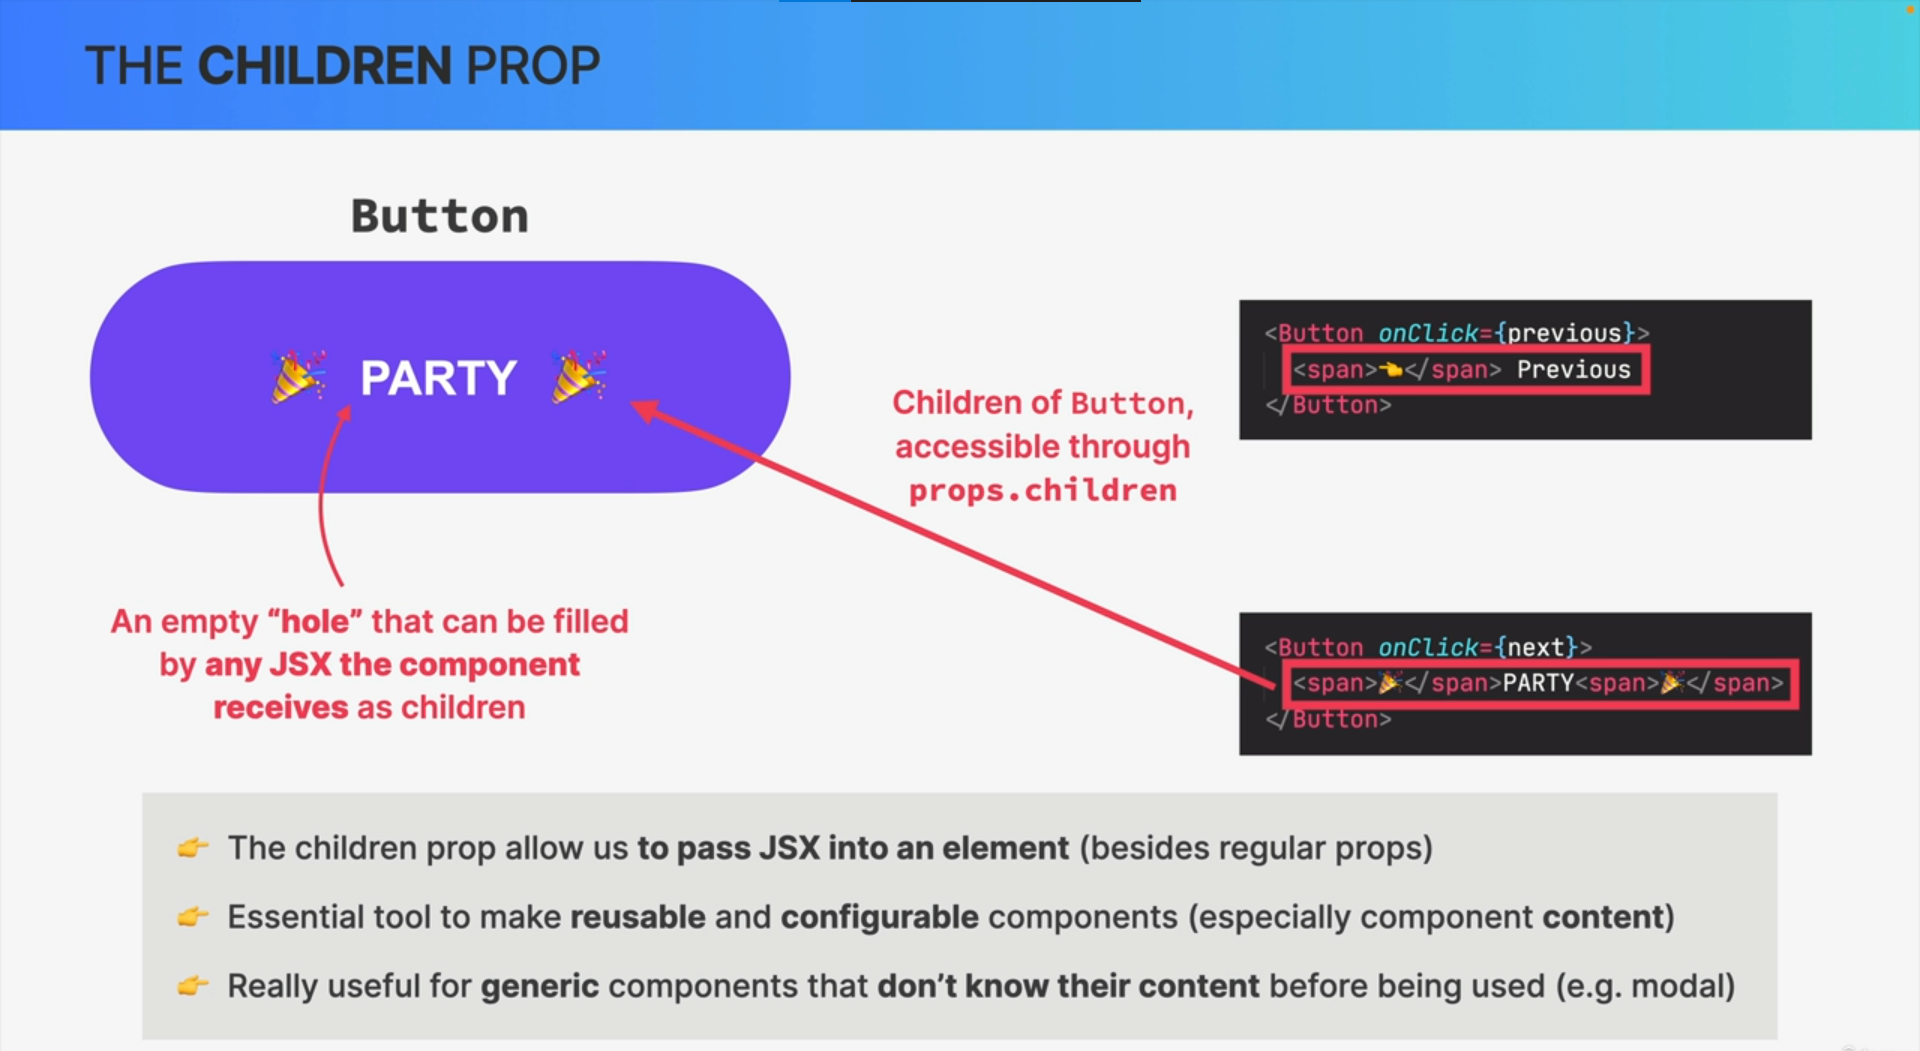 THE CHILDREN PROP
Button
🎉 PARTY 🎉
An empty “hole” that can be filled
by any JSX the component
receives as children
Children of Button,
accessible through
props.children
<Button onClick={previous}>
<span>👈</span> Previous
</Button>
<Button onClick={next}>
<span>🎉</span>PARTY<span>🎉</span>
</Button>
👉 The children prop allow us to pass JSX into an element (besides regular props)
👉 Essential tool to make reusable and configurable components (especially component content)
👉 Really useful for generic components that don’t know their content before being used (e.g. modal)